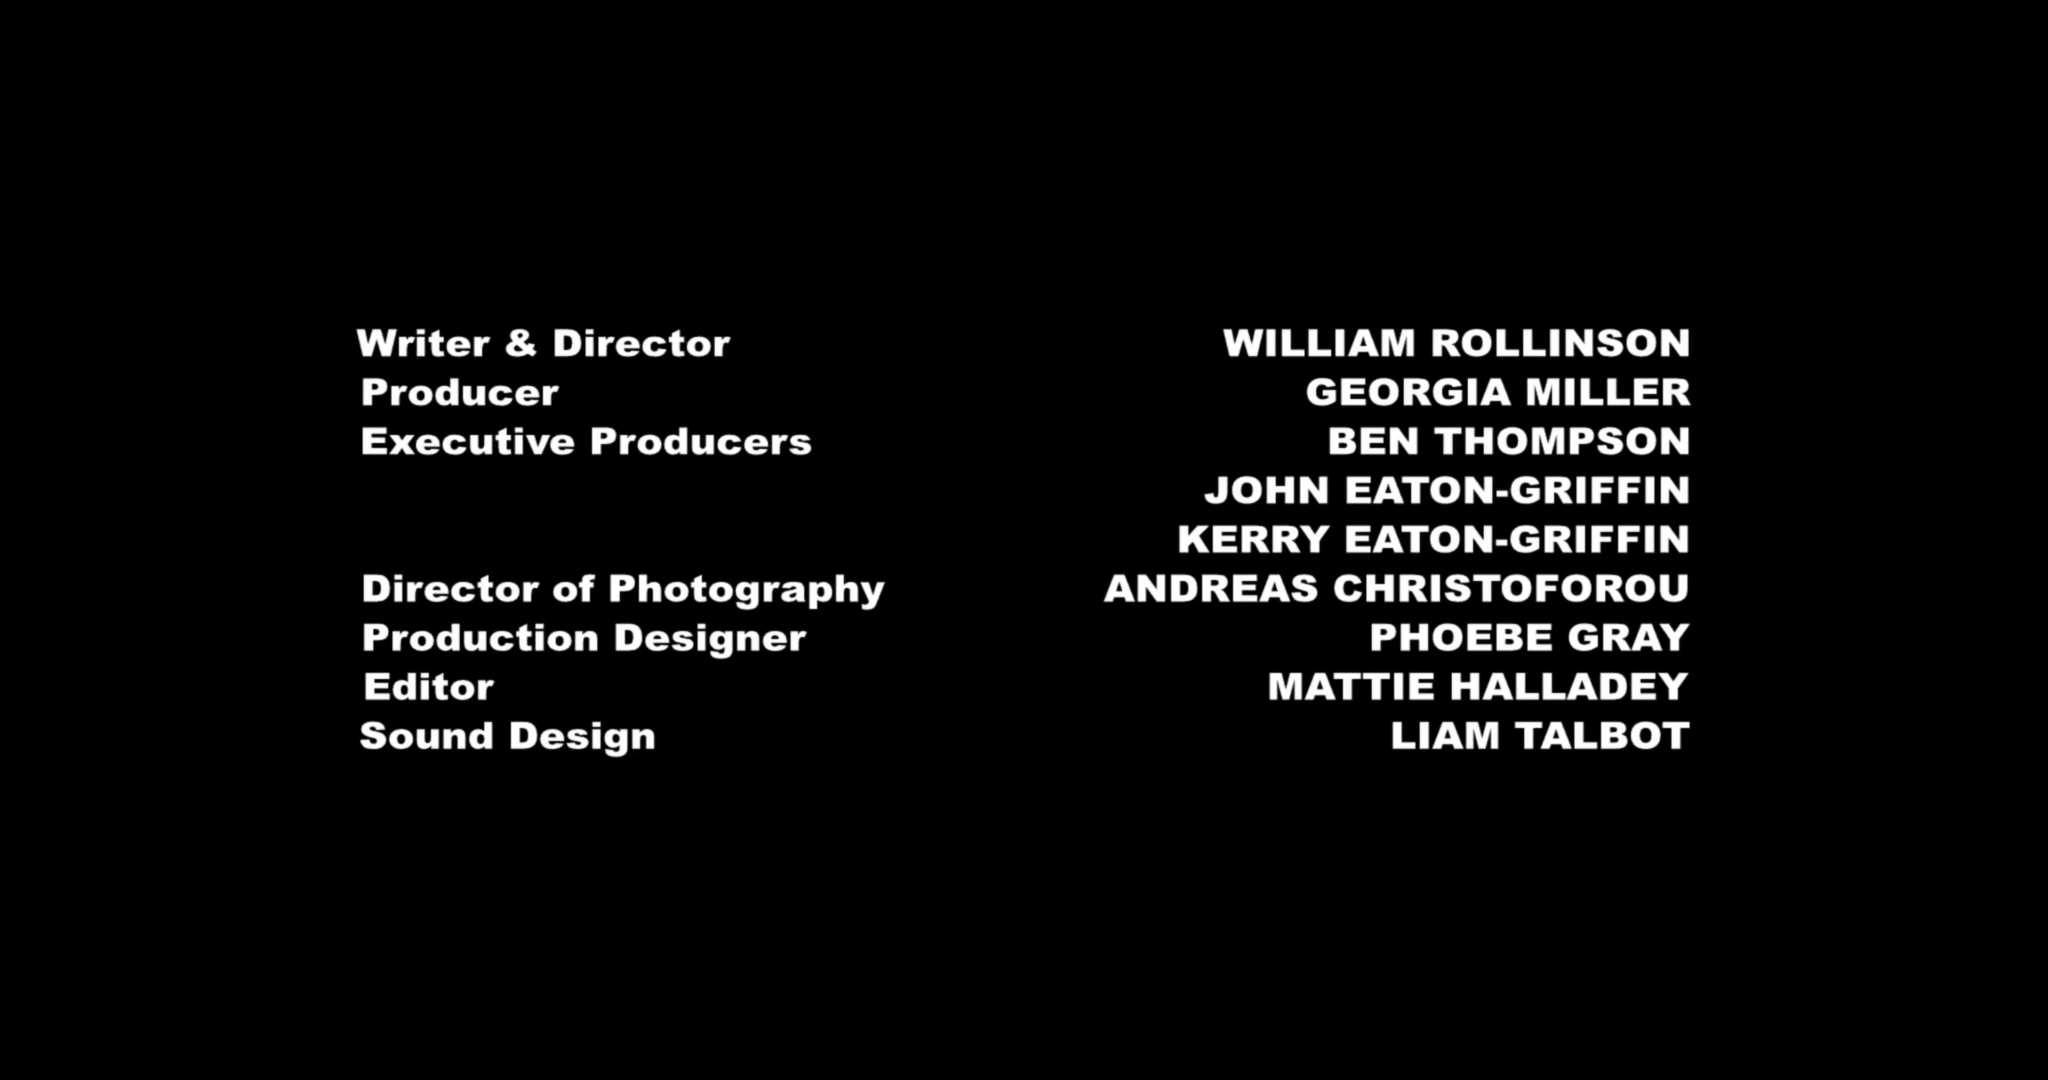 Writer & Director WILLIAM ROLLINSON
Producer GEORGIA MILLER
Executive Producers BEN THOMPSON
JOHN EATON-GRIFFIN
KERRY EATON-GRIFFIN
Director of Photography ANDREAS CHRISTOFOROU
Production Designer PHOEBE GRAY
Editor MATTIE HALLADEY
Sound Design LIAM TALBOT